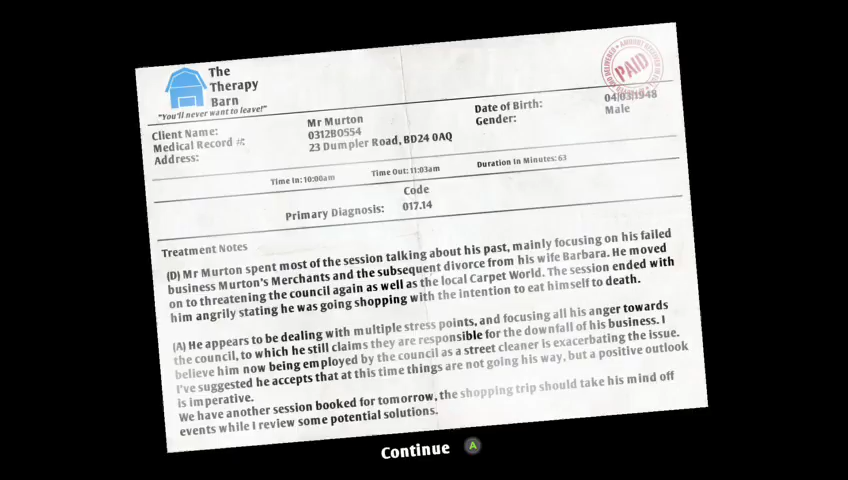 The
Therapy
Barn
"You'll never want to leave!"
PAID
Client Name: Mr Murton
Medical Record #: 0312B0554
Address: 23 Dumpler Road, BD24 0AQ
Date of Birth: 04/03/1948
Gender: Male
Time In: 10:00am Time Out: 11:03am Duration In Minutes: 63
Code
Primary Diagnosis: 017.14
Treatment Notes
(D) Mr Murton spent most of the session talking about his past, mainly focusing on his failed
business Murton's Merchants and the subsequent divorce from his wife Barbara. He moved
on to threatening the council again as well as the local Carpet World. The session ended with
him angrily stating he was going shopping with the intention to eat himself to death.
(A) He appears to be dealing with multiple stress points, and focusing all his anger towards
the council, to which he still claims they are responsible for the downfall of his business. I
believe him now being employed by the council as a street cleaner is exacerbating the issue.
I've suggested he accepts that at this time things are not going his way, but a positive outlook
is imperative.
We have another session booked for tomorrow, the shopping trip should take his mind off
events while I review some potential solutions.
Continue A